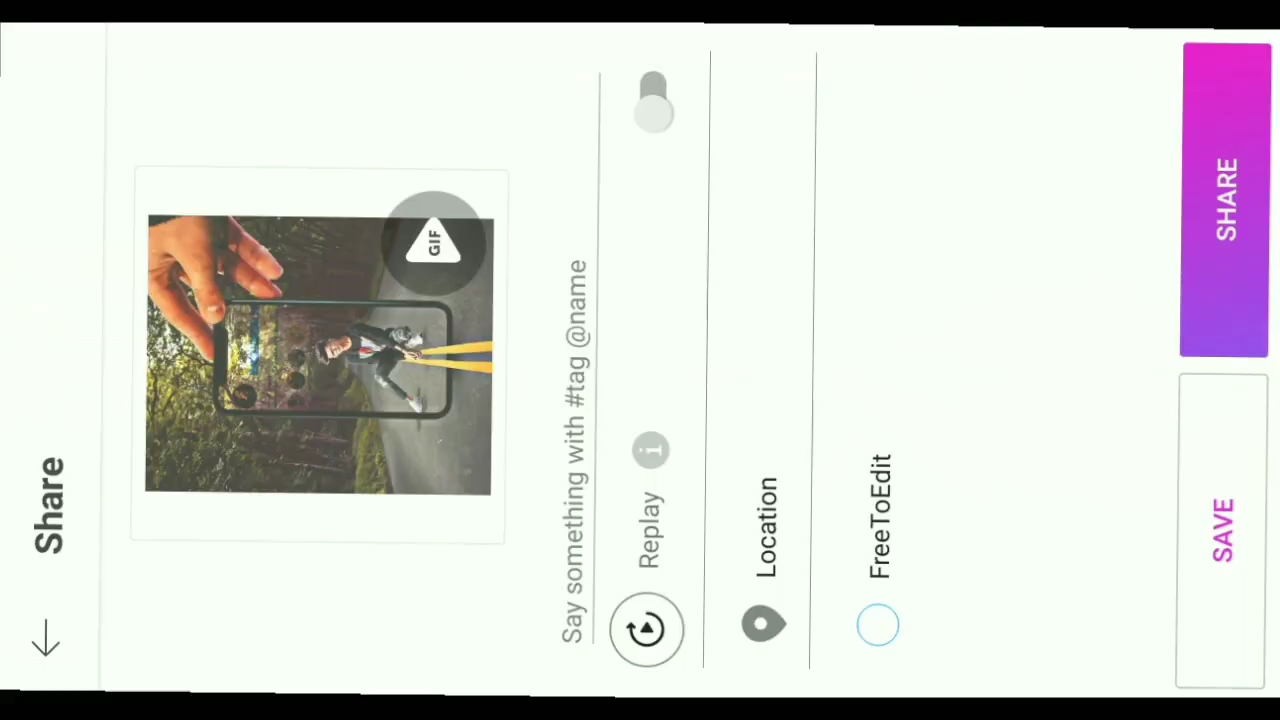 Share
GIF
Say something with #tag @name
Replay
Location
FreeToEdit
SAVE
SHARE